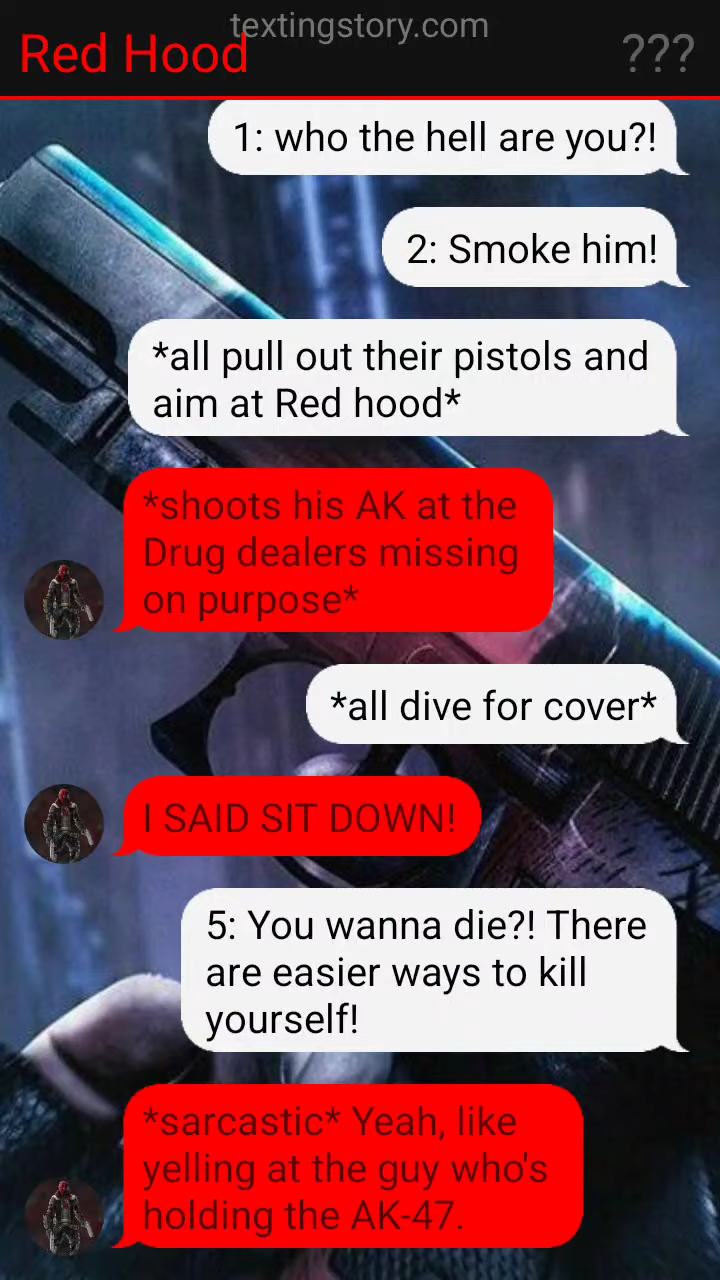 textingstory.com
Red Hood
???
1: who the hell are you?!
2: Smoke him!
*all pull out their pistols and
aim at Red hood*
*shoots his AK at the
Drug dealers missing
on purpose*
*all dive for cover*
I SAID SIT DOWN!
5: You wanna die?! There
are easier ways to kill
yourself!
*sarcastic* Yeah, like
yelling at the guy who's
holding the AK-47.